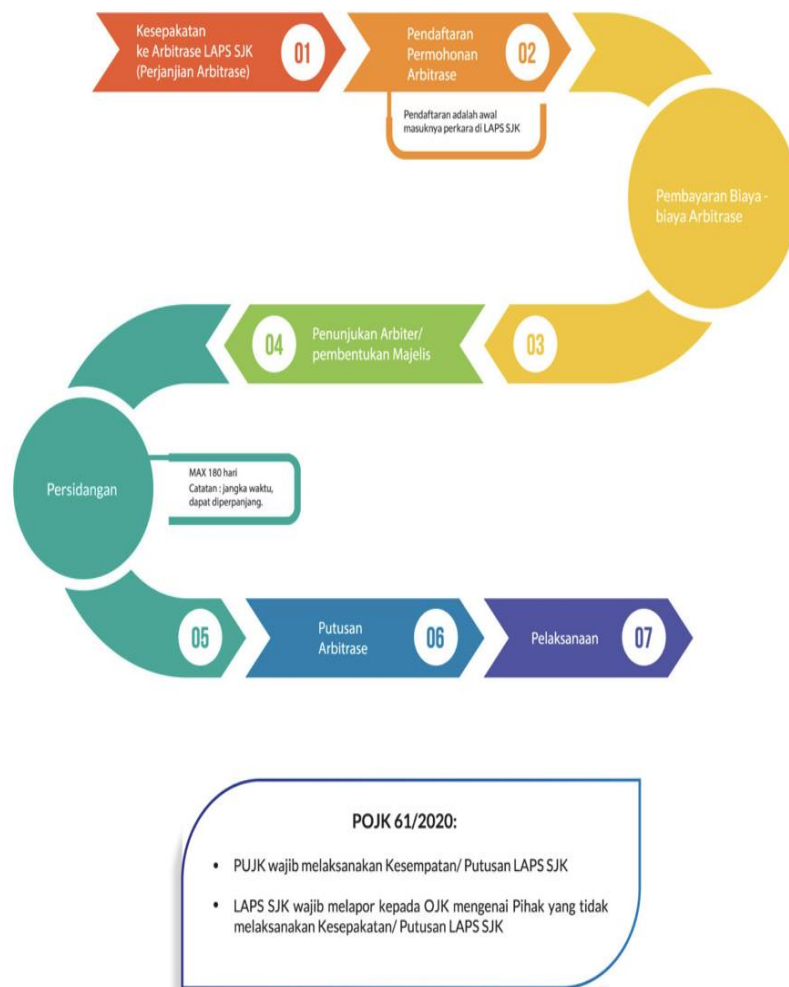 Kesepakatan
ke Arbitrase LAPS SJK
(Perjanjian Arbitrase)
01
Pendaftaran
Permohonan
Arbitrase
02
Pendaftaran adalah awal
masuknya perkara di LAPS SJK
Pembayaran Biaya -
biaya Arbitrase
03
Penunjukan Arbiter/
pembentukan Majelis
04
Persidangan
MAX 180 hari
Catatan : jangka waktu,
dapat diperpanjang.
05
Putusan
Arbitrase
06
Pelaksanaan
07
POJK 61/2020:
• PUJK wajib melaksanakan Kesempatan/ Putusan LAPS SJK
• LAPS SJK wajib melapor kepada OJK mengenai Pihak yang tidak
melaksanakan Kesepakatan/ Putusan LAPS SJK